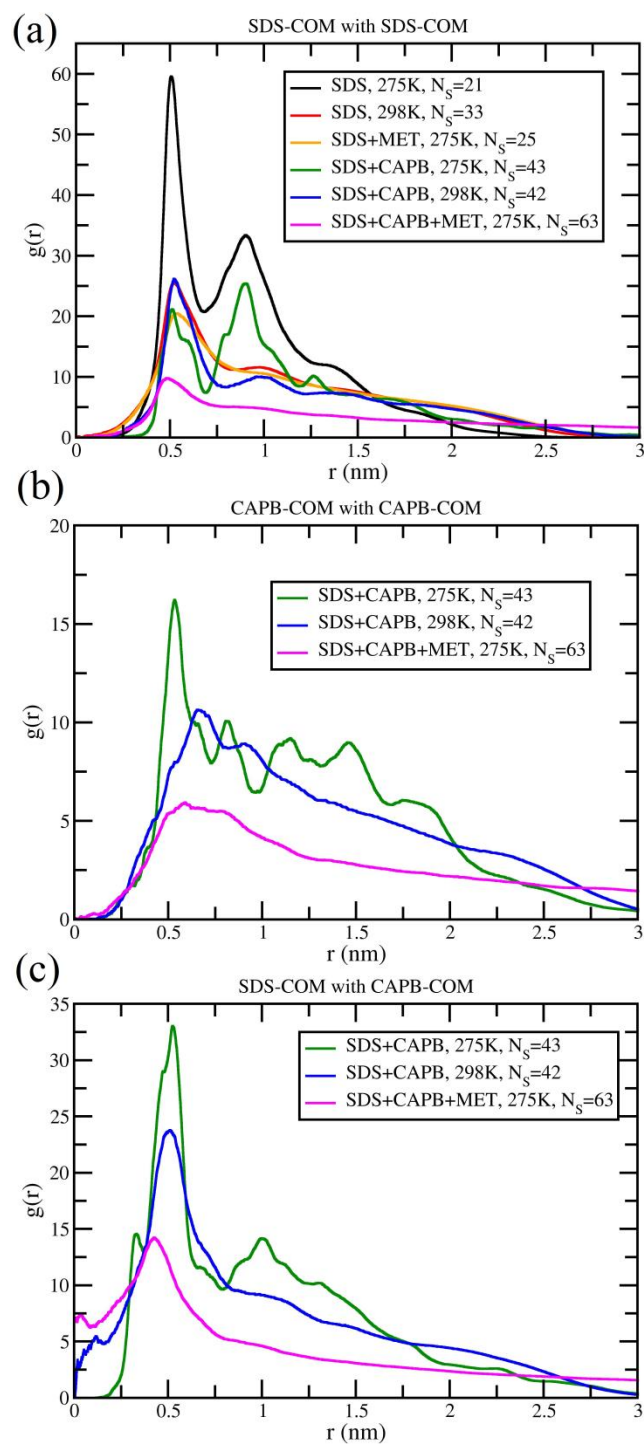 (a)
SDS-COM with SDS-COM
SDS, 275K, N_S=21
SDS, 298K, N_S=33
SDS+MET, 275K, N_S=25
SDS+CAPB, 275K, N_S=43
SDS+CAPB, 298K, N_S=42
SDS+CAPB+MET, 275K, N_S=63
g(r)
60
50
40
30
20
10
0
0 0.5 1 1.5 2 2.5 3
r (nm)
(b)
CAPB-COM with CAPB-COM
SDS+CAPB, 275K, N_S=43
SDS+CAPB, 298K, N_S=42
SDS+CAPB+MET, 275K, N_S=63
g(r)
20
15
10
5
0
0 0.5 1 1.5 2 2.5 3
r (nm)
(c)
SDS-COM with CAPB-COM
SDS+CAPB, 275K, N_S=43
SDS+CAPB, 298K, N_S=42
SDS+CAPB+MET, 275K, N_S=63
g(r)
35
30
25
20
15
10
5
0
0 0.5 1 1.5 2 2.5 3
r (nm)